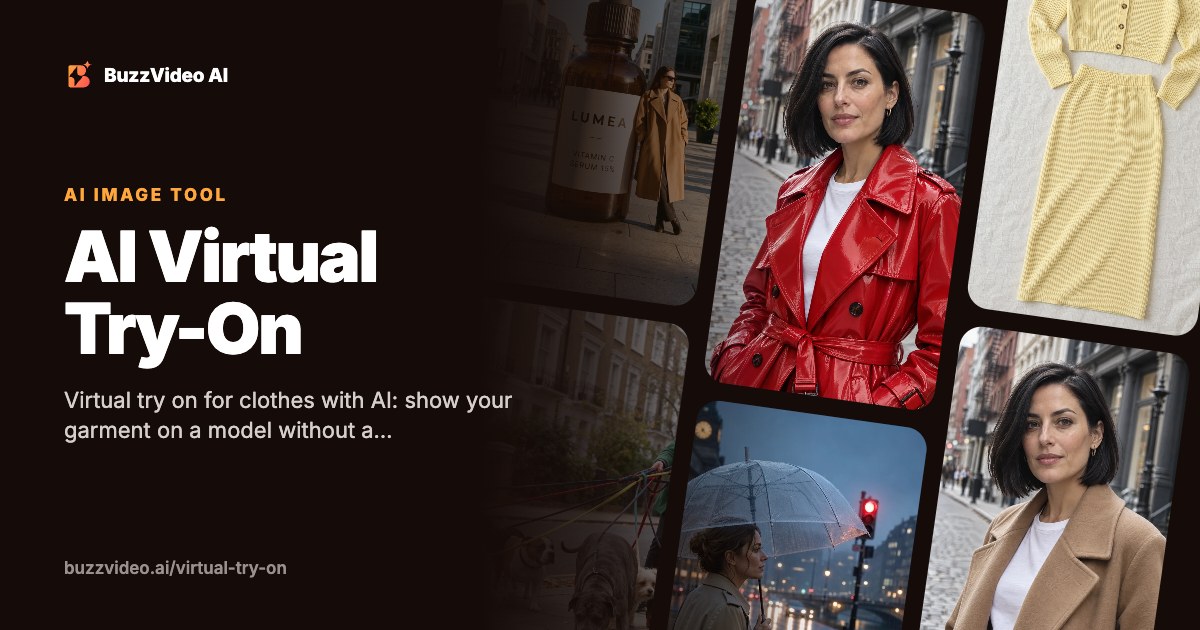 BuzzVideo AI
AI IMAGE TOOL
AI Virtual
Try-On
Virtual try on for clothes with AI: show your
garment on a model without a...
buzzvideo.ai/virtual-try-on
LUMEA
VITAMIN C
SERUM 15%